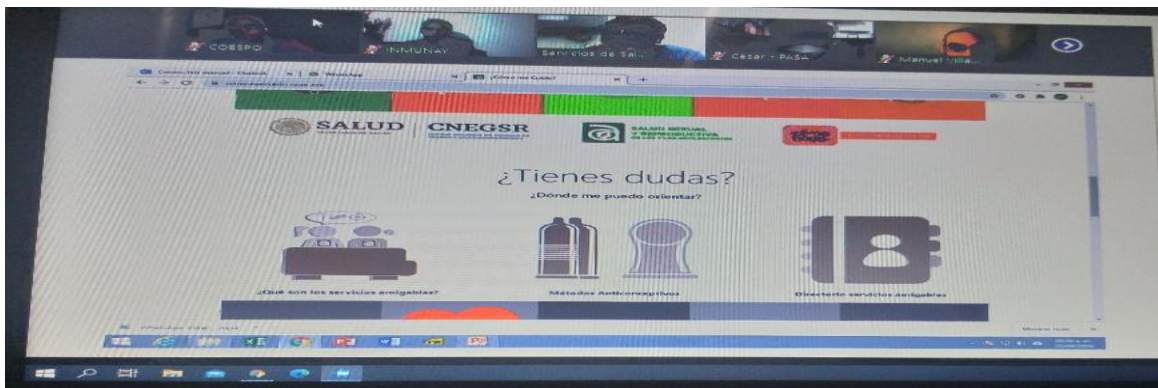 COESPO
INMUNAY
Servicios de Sal...
Cesar - PASA
Manuel Villa...
WhatsApp
SALUD
CNEGSR
SALUD SEXUAL
Y REPRODUCTIVA
¿Tienes dudas?
¿Dónde me puedo orientar?
¿Qué son los servicios amigables?
Métodos Anticonceptivos
Directorio servicios amigables